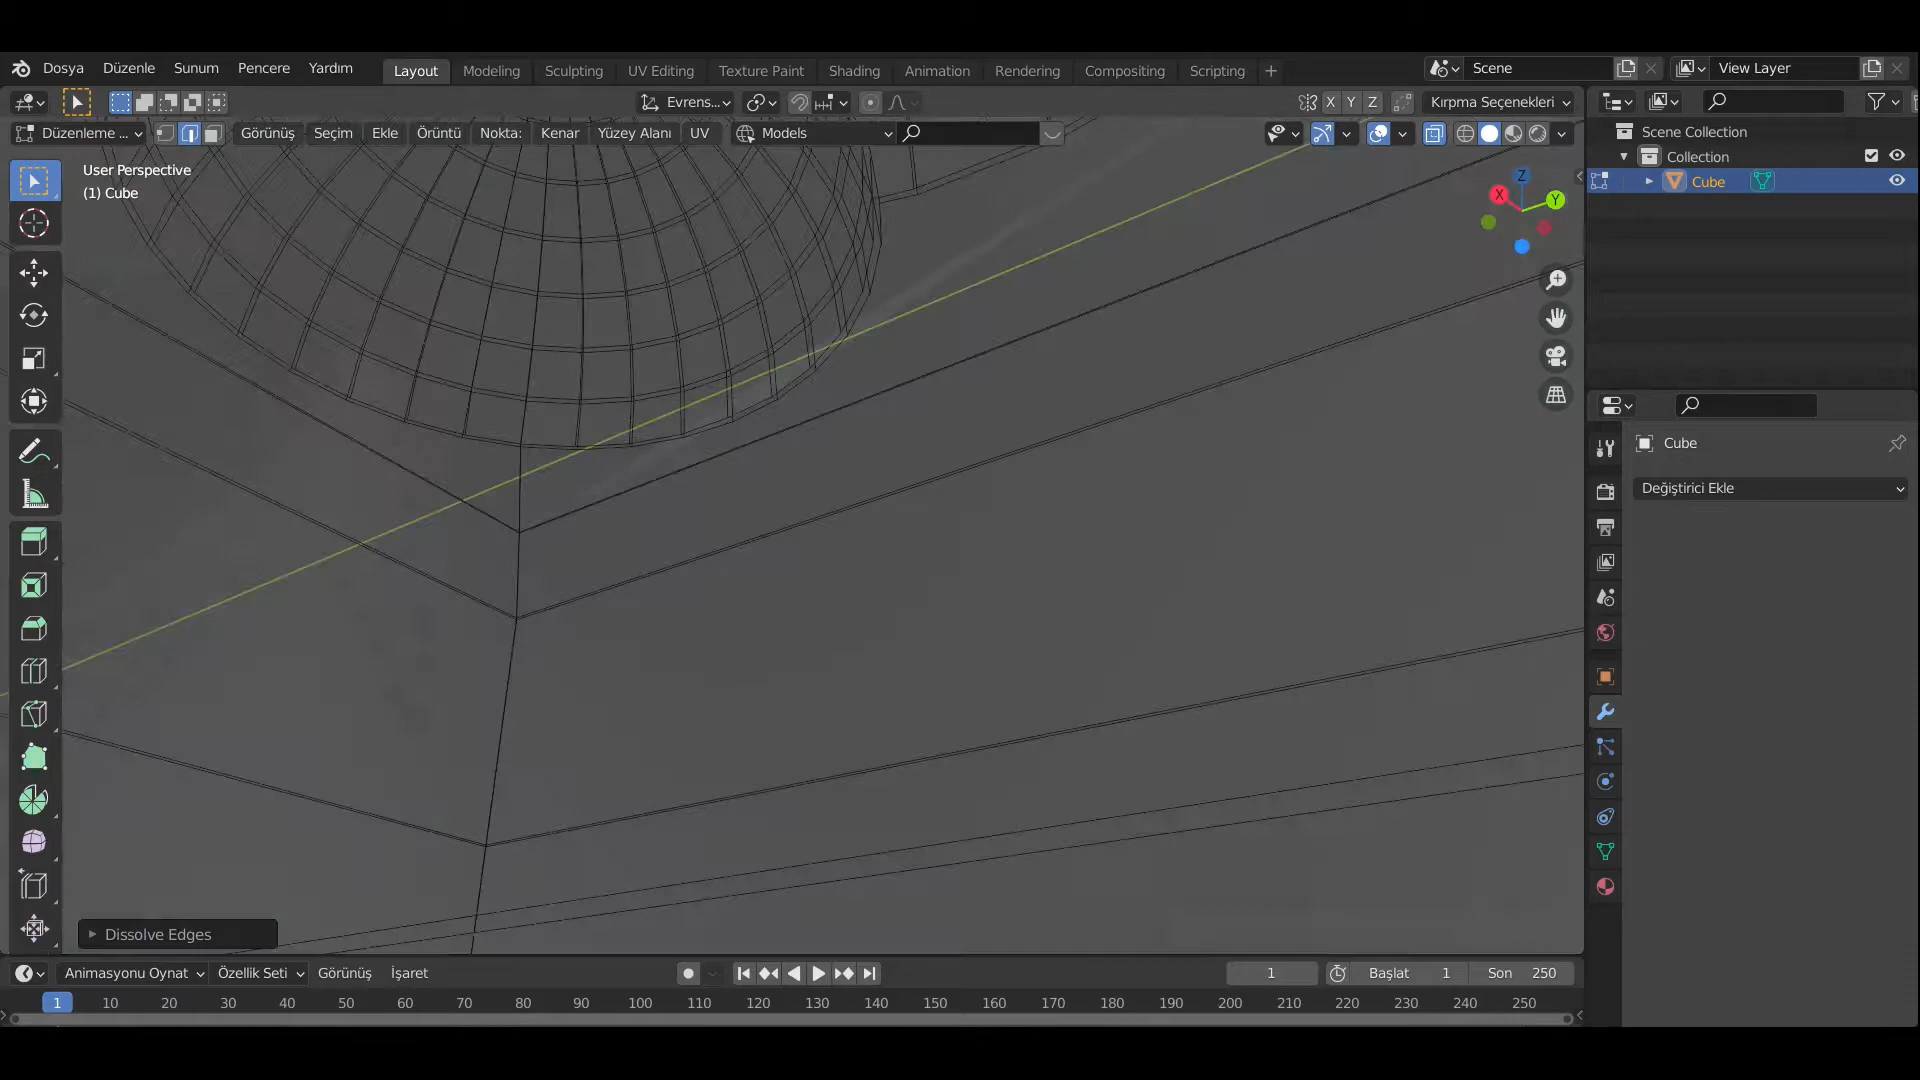 Dosya Düzenle Sunum Pencere Yardım Layout Modeling Sculpting UV Editing Texture Paint Shading Animation Rendering Compositing Scripting + Scene View Layer
Evrens... X Y Z Kırpma Seçenekleri
Düzenleme ... Görünüş Seçim Ekle Örüntü Nokta: Kenar Yüzey Alanı UV Models
Scene Collection
Collection
Cube
User Perspective
(1) Cube
Z
X
Y
Cube
Değiştirici Ekle
Dissolve Edges
Animasyonu Oynat Özellik Seti Görünüş İşaret 1 Başlat 1 Son 250
1 10 20 30 40 50 60 70 80 90 100 110 120 130 140 150 160 170 180 190 200 210 220 230 240 250